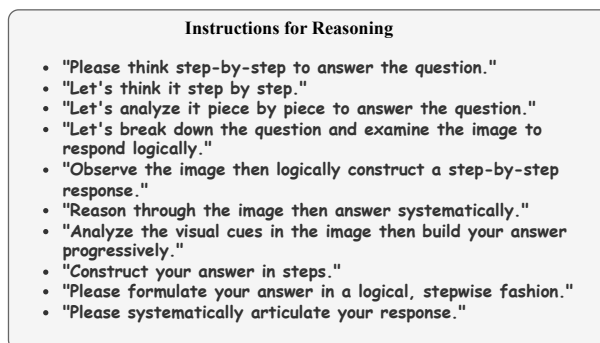 Instructions for Reasoning
• "Please think step-by-step to answer the question."
• "Let's think it step by step."
• "Let's analyze it piece by piece to answer the question."
• "Let's break down the question and examine the image to
respond logically."
• "Observe the image then logically construct a step-by-step
response."
• "Reason through the image then answer systematically."
• "Analyze the visual cues in the image then build your answer
progressively."
• "Construct your answer in steps."
• "Please formulate your answer in a logical, stepwise fashion."
• "Please systematically articulate your response."